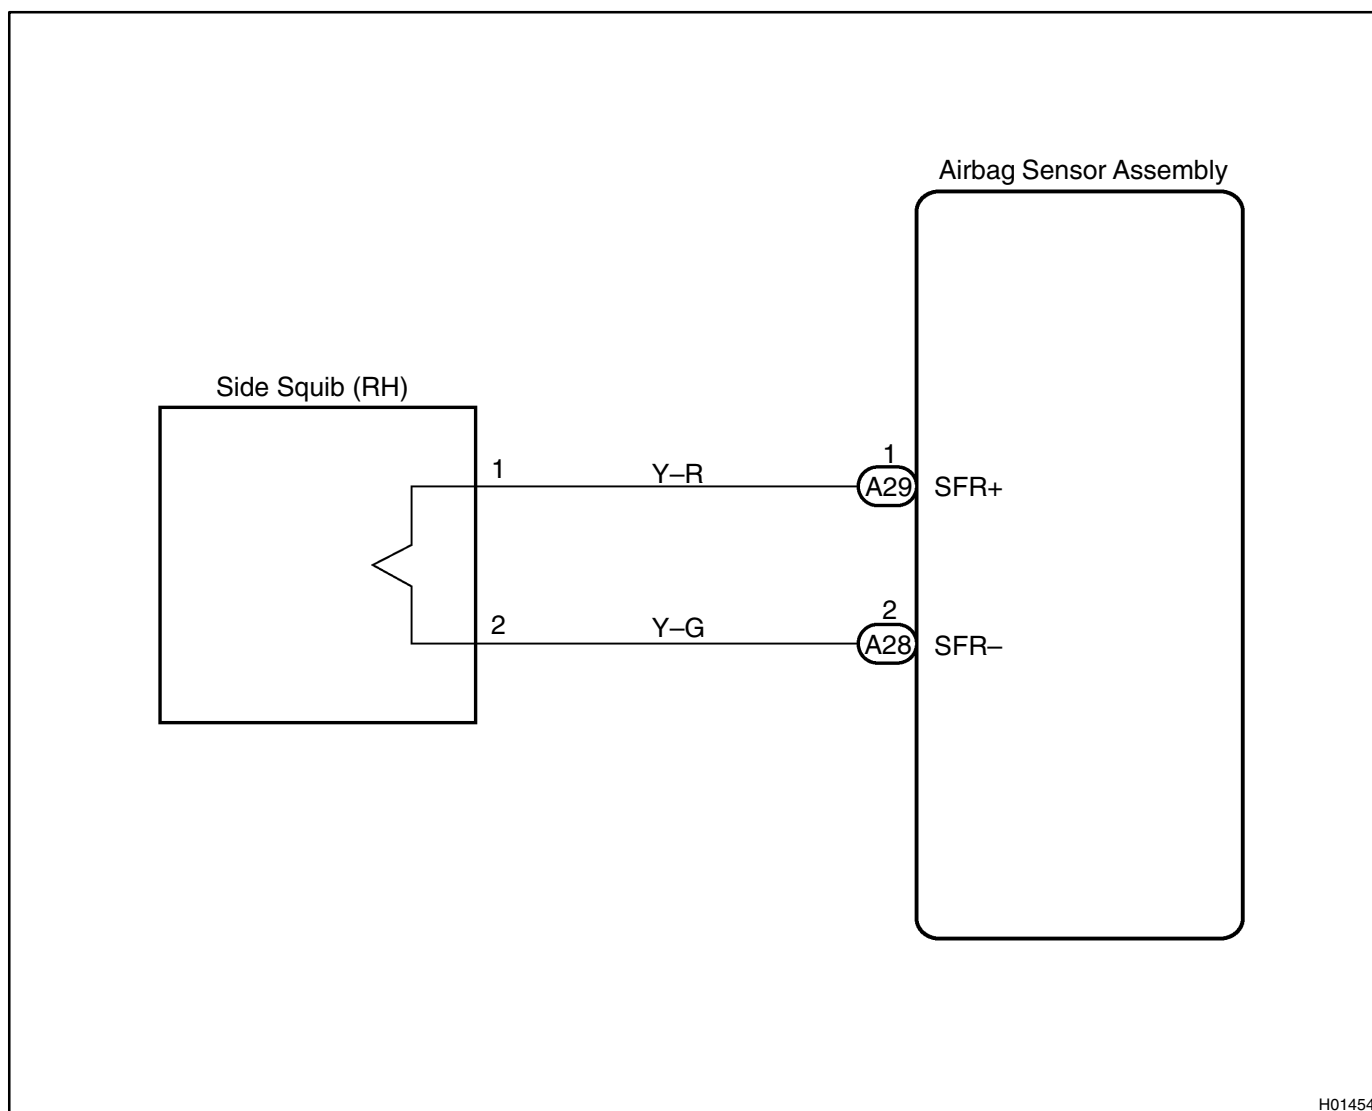 Airbag Sensor Assembly
Side Squib (RH)
1 Y–R 1 A29 SFR+
2 Y–G 2 A28 SFR–
H01454